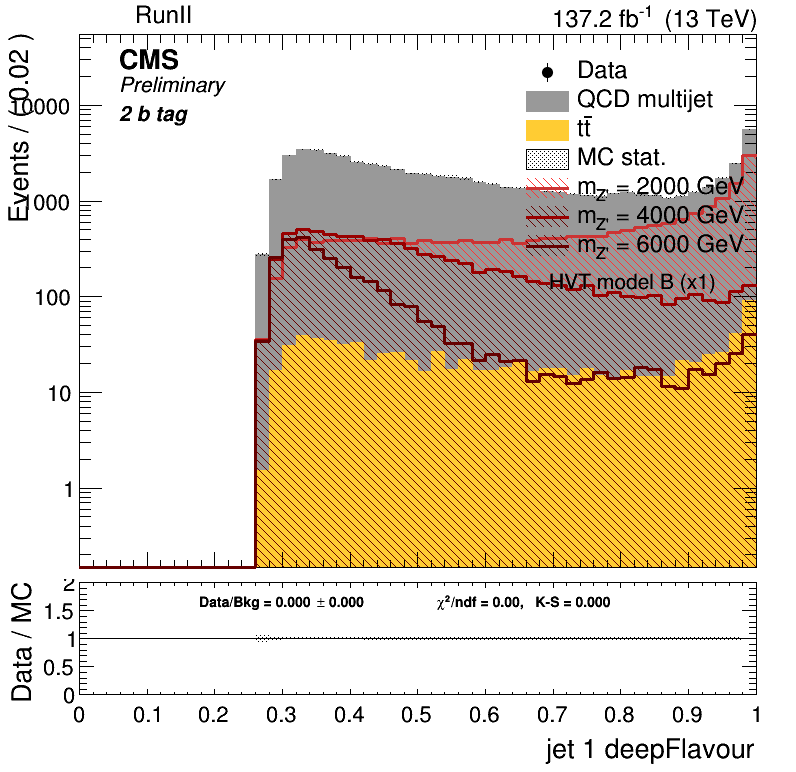 RunII
137.2 fb⁻¹ (13 TeV)
CMS
Preliminary
2 b tag
Data
QCD multijet
tt̄
MC stat.
m_Z' = 2000 GeV
m_Z' = 4000 GeV
m_Z' = 6000 GeV
HVT model B (x1)
Events / ( 0.02 )
10000
1000
100
10
1
Data/Bkg = 0.000 ± 0.000
χ²/ndf = 0.00, K-S = 0.000
Data / MC
2
1.5
1
0.5
0
0 0.1 0.2 0.3 0.4 0.5 0.6 0.7 0.8 0.9 1
jet 1 deepFlavour